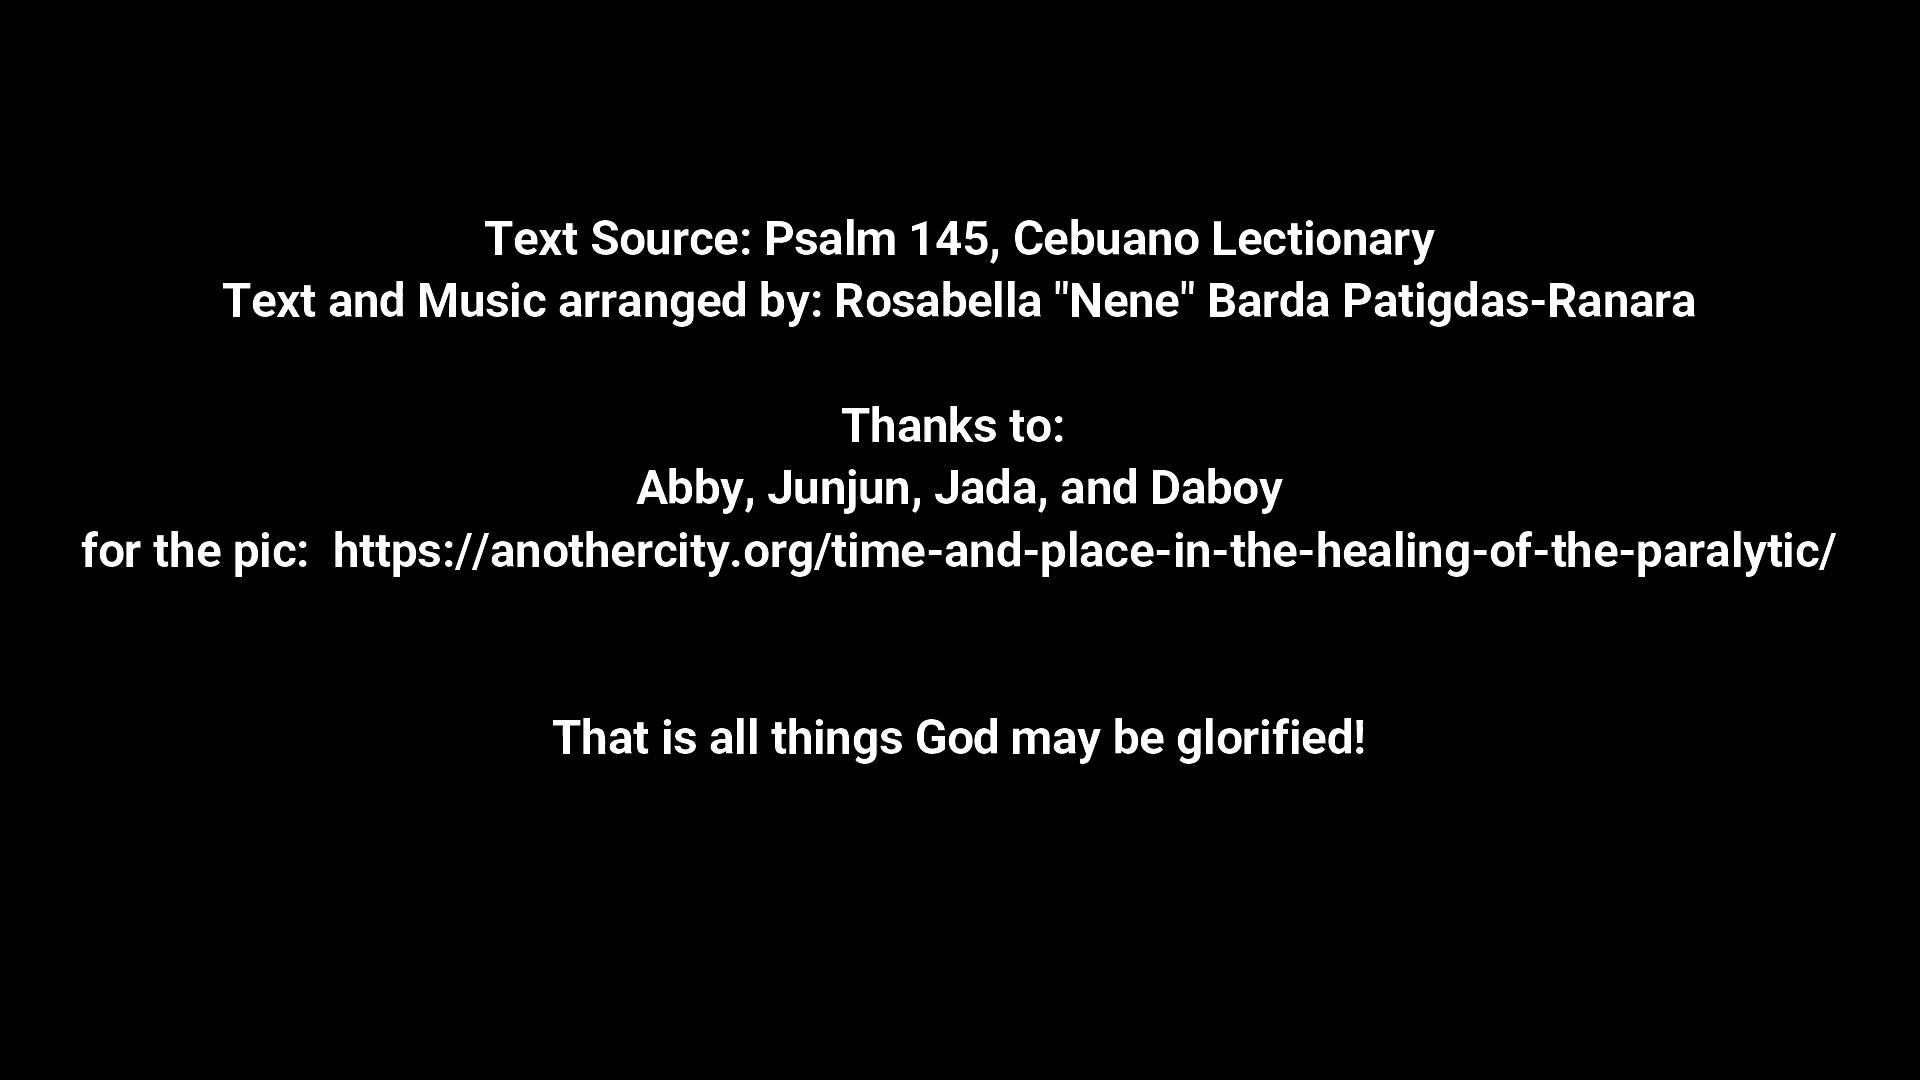 Text Source: Psalm 145, Cebuano Lectionary
Text and Music arranged by: Rosabella "Nene" Barda Patigdas-Ranara
Thanks to:
Abby, Junjun, Jada, and Daboy
for the pic:  https://anothercity.org/time-and-place-in-the-healing-of-the-paralytic/
That is all things God may be glorified!